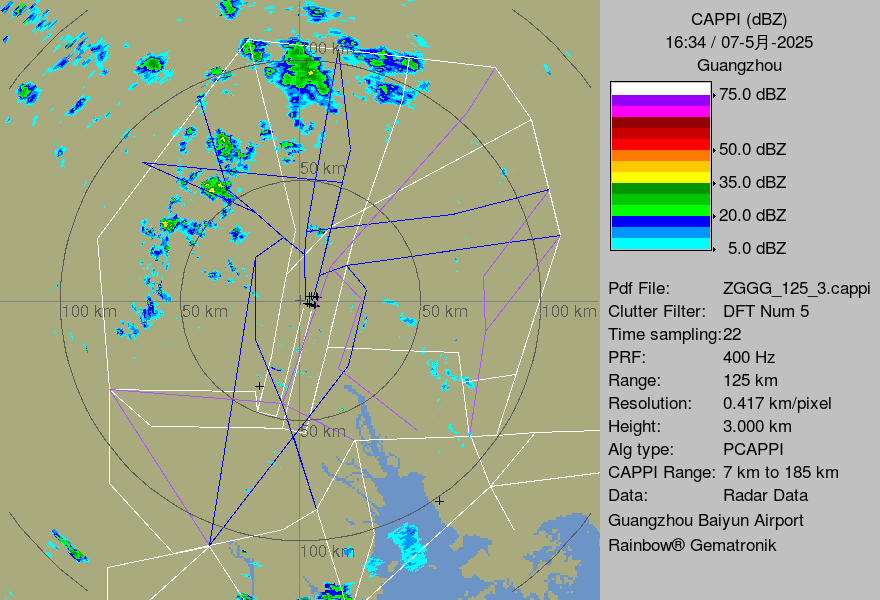 CAPPI (dBZ)
16:34 / 07-5月-2025
Guangzhou
75.0 dBZ
50.0 dBZ
35.0 dBZ
20.0 dBZ
5.0 dBZ
Pdf File: ZGGG_125_3.cappi
Clutter Filter: DFT Num 5
Time sampling:22
PRF: 400 Hz
Range: 125 km
Resolution: 0.417 km/pixel
Height: 3.000 km
Alg type: PCAPPI
CAPPI Range: 7 km to 185 km
Data: Radar Data
Guangzhou Baiyun Airport
Rainbow® Gematronik
100 km
50 km
100 km
50 km
50 km
100 km
50 km
100 km